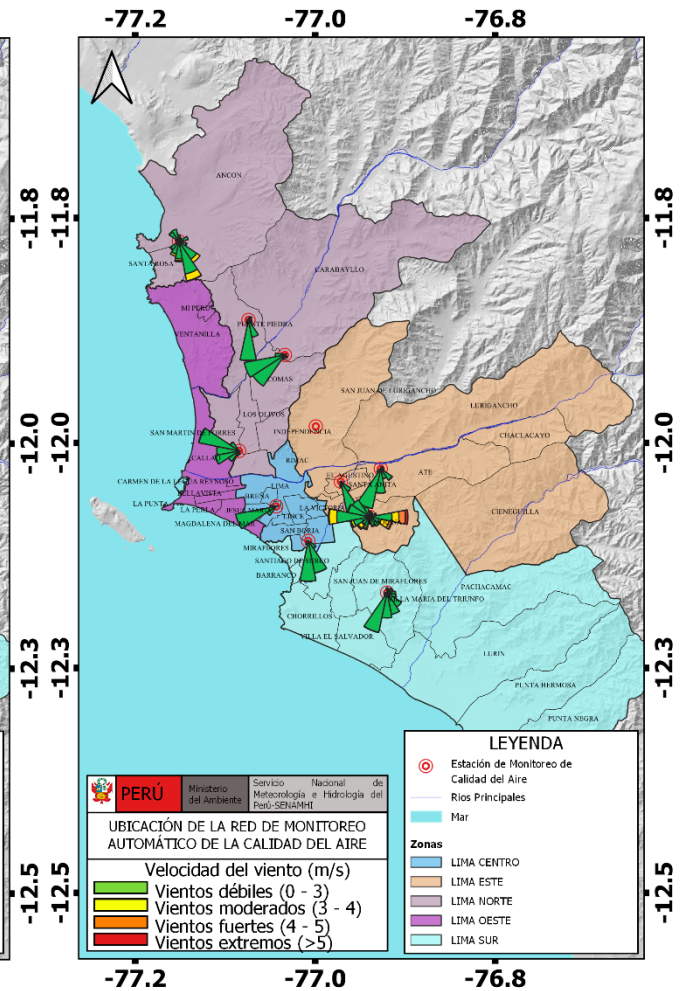 -77.2 -77.0 -76.8
-11.8 -11.8
-12.0 -12.0
-12.3 -12.3
-12.5 -12.5
ANCON
SANTA ROSA
CARABAYLLO
MI PERU
PUENTE PIEDRA
VENTANILLA
COMAS
SAN JUAN DE LURIGANCHO
LURIGANCHO
LOS OLIVOS
SAN MARTIN DE PORRES
INDEPENDENCIA
CHACLACAYO
CALLAO
RIMAC
ATE
EL AGUSTINO
CARMEN DE LA LEGUA REYNOSO
LIMA
SANTA ANITA
BELLAVISTA
BREÑA
LA PUNTA
LA PERLA
JESUS MARIA
LA VICTORIA
CIENEGUILLA
LINCE
MAGDALENA DEL MAR
SAN BORJA
MIRAFLORES
SANTIAGO DE SURCO
BARRANCO
SAN JUAN DE MIRAFLORES
PACHACAMAC
VILLA MARIA DEL TRIUNFO
CHORRILLOS
VILLA EL SALVADOR
LURIN
PUNTA HERMOSA
PUNTA NEGRA
PERÚ
Ministerio
del Ambiente
Servicio Nacional de
Meteorología e Hidrología del
Perú-SENAMHI
UBICACIÓN DE LA RED DE MONITOREO
AUTOMÁTICO DE LA CALIDAD DEL AIRE
Velocidad del viento (m/s)
Vientos débiles (0 - 3)
Vientos moderados (3 - 4)
Vientos fuertes (4 - 5)
Vientos extremos (>5)
LEYENDA
Estación de Monitoreo de
Calidad del Aire
Rios Principales
Mar
Zonas
LIMA CENTRO
LIMA ESTE
LIMA NORTE
LIMA OESTE
LIMA SUR
-77.2 -77.0 -76.8